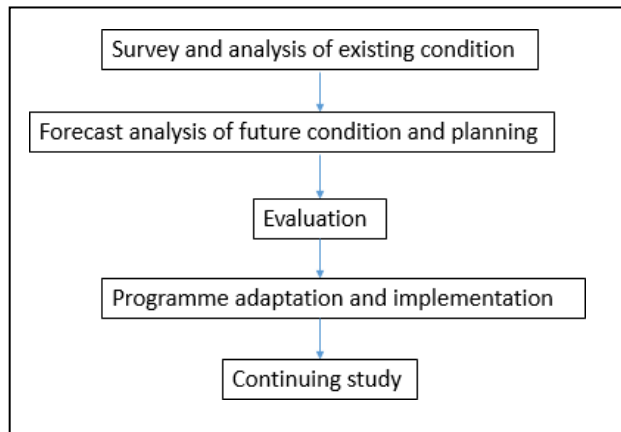 Survey and analysis of existing condition
Forecast analysis of future condition and planning
Evaluation
Programme adaptation and implementation
Continuing study